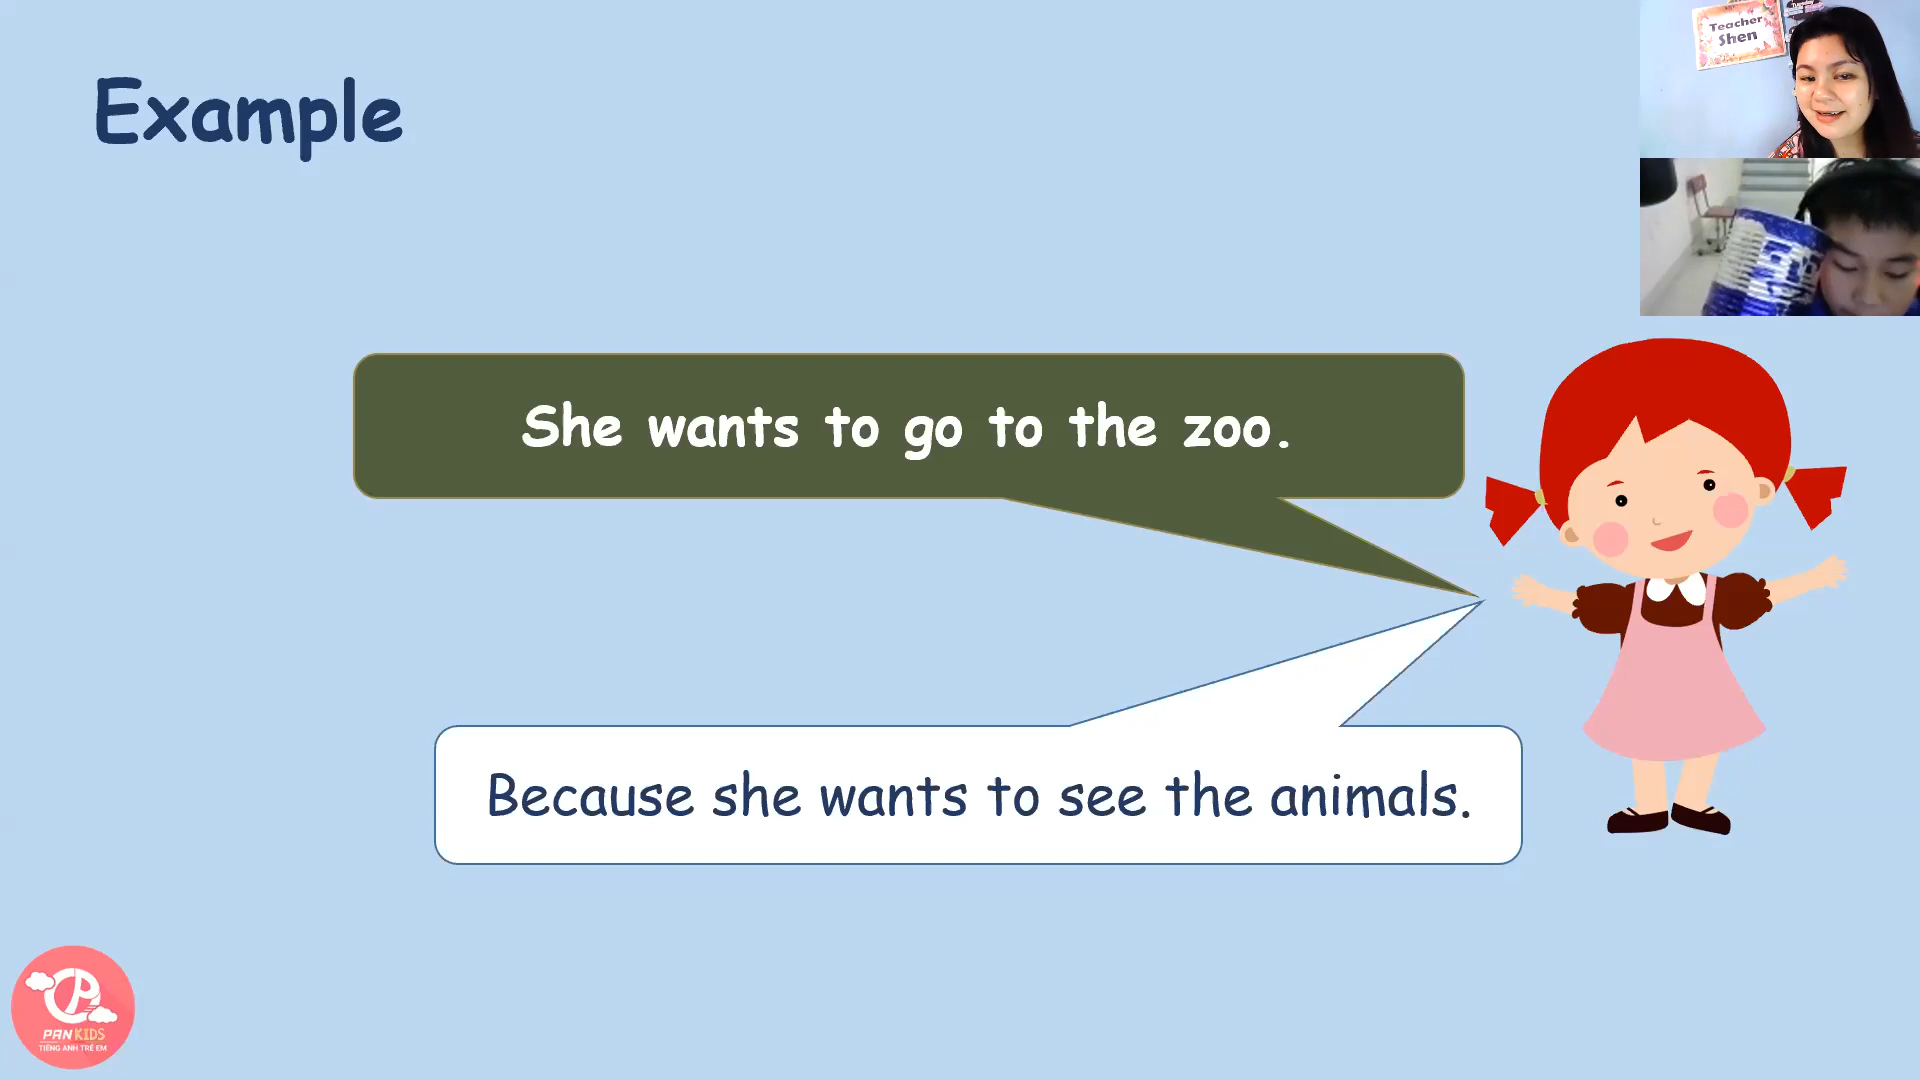 Example
Teacher
Shen
Tuesday
She wants to go to the zoo.
Because she wants to see the animals.
PAN KIDS
TIẾNG ANH TRẺ EM